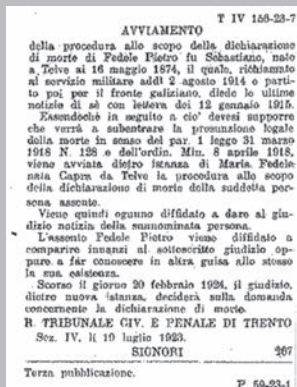 T IV 156-23-7
AVVIAMENTO
della procedura allo scopo della dichiarazione
di morte di Fedele Pietro fu Sebastiano, nato
a Telve ai 16 maggio 1874, il quale, richiamato
al servizio militare addì 2 agosto 1914 e parti-
to poi per il fronte galiziano, diede le ultime
notizie di sè con lettera dei 12 gennaio 1915.
Essendochè in seguito a cio' devesi supporre
che verrà a subentrare la presunzione legale
della morte in senso del par. 1 legge 31 marzo
1918 N. 128 e dell'ordin. Min. 8 aprile 1918,
viene avviata dietro istanza di Maria Fedele
nata Capra da Telve la procedura allo scopo
della dichiarazione di morte della suddetta per-
sona assente.
Viene quindi ognuno diffidato a dare al giu-
dizio notizia della sunnominata persona.
L'assente Fedele Pietro viene diffidato a
comparire innanzi al sottoscritto giudizio op-
pure a far conoscere in altra guisa allo stesso
la sua esistenza.
Scorso il giorno 20 febbraio 1924, il giudizio,
dietro nuova istanza, deciderà sulla domanda
concernente la dichiarazione di morte.
R. TRIBUNALE CIV. E PENALE DI TRENTO
Sez. IV, li 19 luglio 1923.
SIGNORI 267
Terza pubblicazione.
P 59-23-1